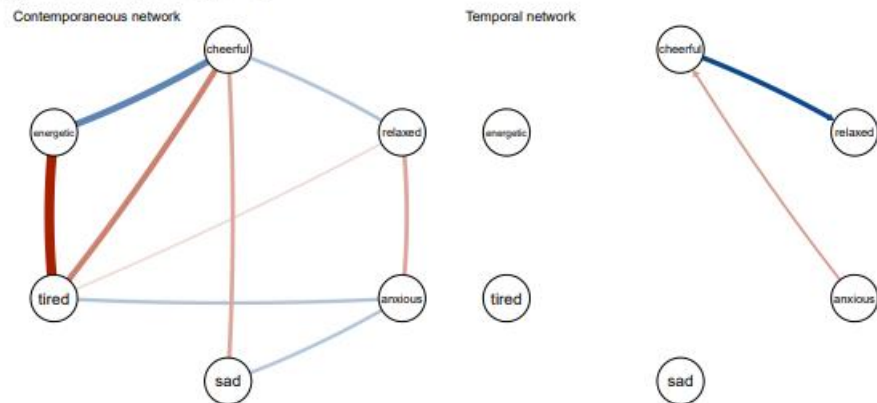 Contemporaneous network
Temporal network
cheerful
cheerful
energetic
relaxed
energetic
relaxed
tired
anxious
tired
anxious
sad
sad